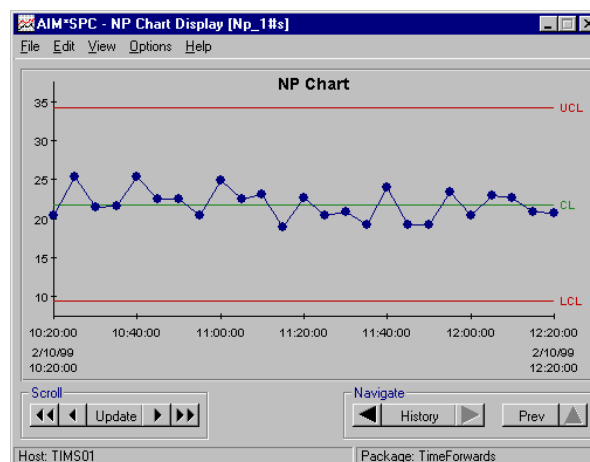 AIM*SPC - NP Chart Display [Np_1#s]
File Edit View Options Help
NP Chart
35
30
25
20
15
10
UCL
CL
LCL
10:20:00 10:40:00 11:00:00 11:20:00 11:40:00 12:00:00 12:20:00
2/10/99 2/10/99
10:20:00 12:20:00
Scroll Navigate
Update History Prev
Host: TIMS01 Package: TimeForwards